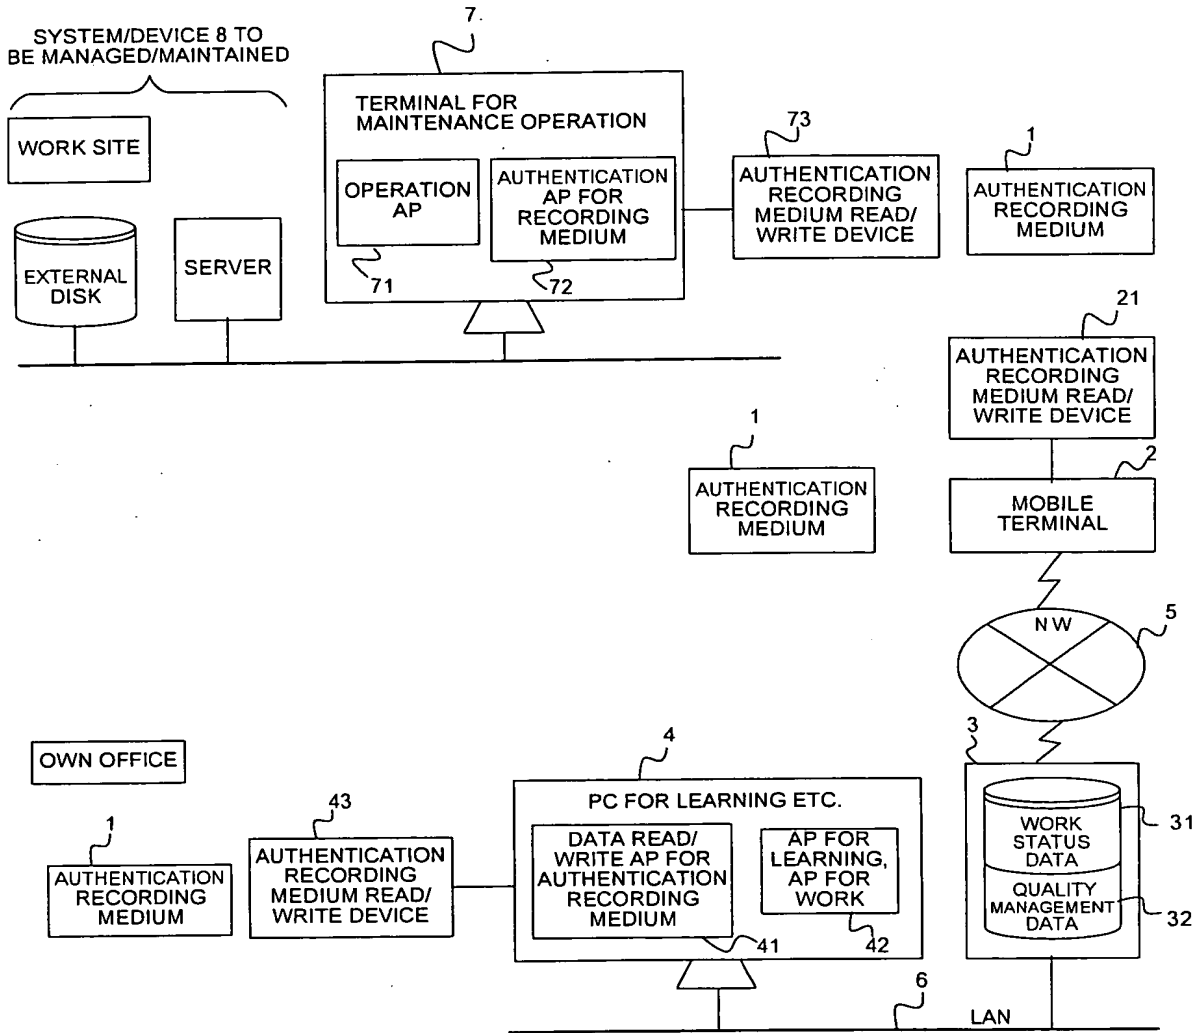 SYSTEM/DEVICE 8 TO
BE MANAGED/MAINTAINED
WORK SITE
EXTERNAL
DISK
SERVER
7
TERMINAL FOR
MAINTENANCE OPERATION
OPERATION
AP
71
AUTHENTICATION
AP FOR
RECORDING
MEDIUM
72
73
AUTHENTICATION
RECORDING
MEDIUM READ/
WRITE DEVICE
1
AUTHENTICATION
RECORDING
MEDIUM
21
AUTHENTICATION
RECORDING
MEDIUM READ/
WRITE DEVICE
1
AUTHENTICATION
RECORDING
MEDIUM
2
MOBILE
TERMINAL
NW
5
OWN OFFICE
1
AUTHENTICATION
RECORDING
MEDIUM
43
AUTHENTICATION
RECORDING
MEDIUM READ/
WRITE DEVICE
4
PC FOR LEARNING ETC.
DATA READ/
WRITE AP FOR
AUTHENTICATION
RECORDING
MEDIUM
41
AP FOR
LEARNING,
AP FOR
WORK
42
3
WORK
STATUS
DATA
31
QUALITY
MANAGEMENT
DATA
32
6
LAN